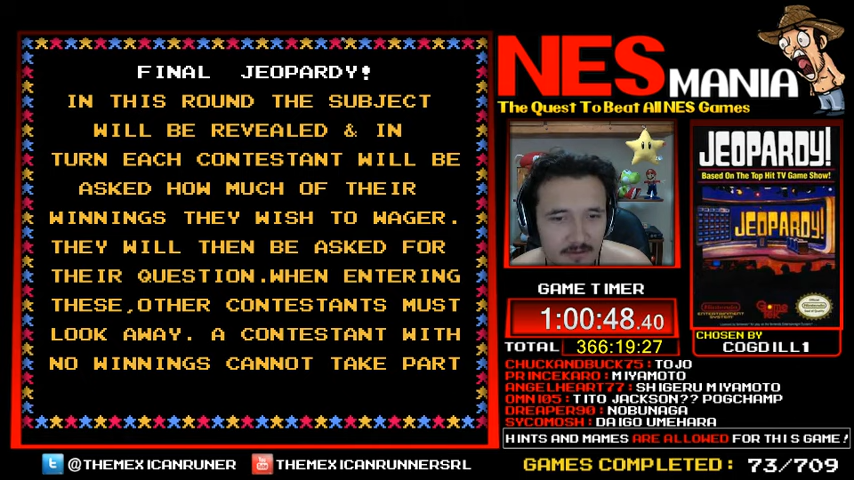 FINAL JEOPARDY!
IN THIS ROUND THE SUBJECT
WILL BE REVEALED & IN
TURN EACH CONTESTANT WILL BE
ASKED HOW MUCH OF THEIR
WINNINGS THEY WISH TO WAGER.
THEY WILL THEN BE ASKED FOR
THEIR QUESTION.WHEN ENTERING
THESE,OTHER CONTESTANTS MUST
LOOK AWAY. A CONTESTANT WITH
NO WINNINGS CANNOT TAKE PART
NES MANIA
The Quest To Beat All NES Games
JEOPARDY!
Based On The Top Hit TV Game Show!
JEOPARDY!
Nintendo
ENTERTAINMENT
SYSTEM
GAME TIMER
1:00:48.40
TOTAL 366:19:27
CHOSEN BY
COGDILL1
CHUCKANDBUCK75: TOJO
PRINCEKARO: MIYAMOTO
ANGELHEART77: SHIGERU MIYAMOTO
OMNI05: TITO JACKSON?? POGCHAMP
DREAPER90: NOBUNAGA
SYCOMOSH: DAIGO UMEHARA
HINTS AND MAMES ARE ALLOWED FOR THIS GAME!
@THEMEXICANRUNER
THEMEXICANRUNNERSRL
GAMES COMPLETED: 73/709